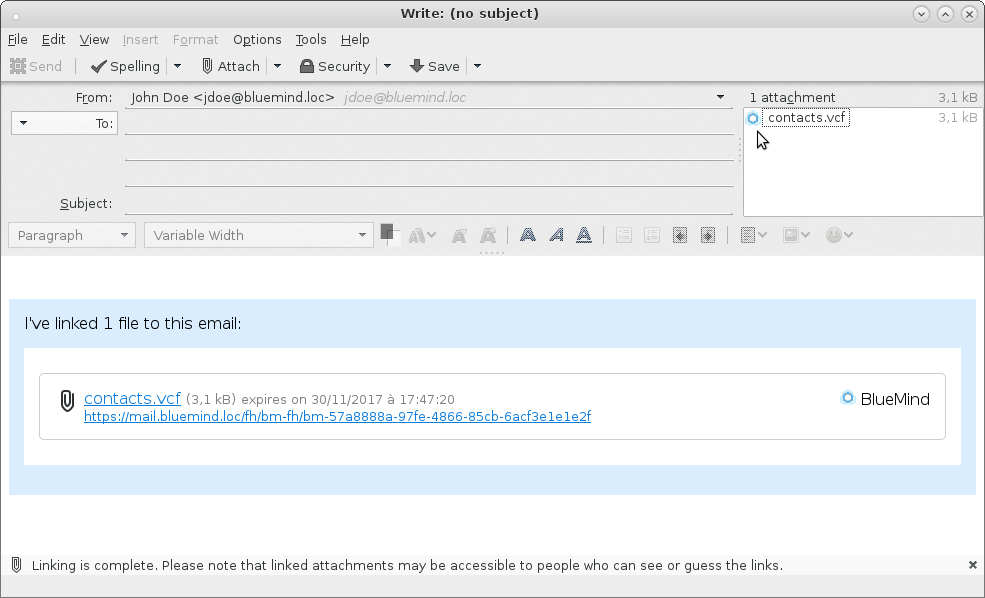 Write: (no subject)
File Edit View Insert Format Options Tools Help
Send Spelling Attach Security Save
From: John Doe <jdoe@bluemind.loc> jdoe@bluemind.loc 1 attachment 3,1 kB
To: contacts.vcf 3,1 kB
Subject:
Paragraph Variable Width
I've linked 1 file to this email:
contacts.vcf (3,1 kB) expires on 30/11/2017 à 17:47:20 BlueMind
https://mail.bluemind.loc/fh/bm-fh/bm-57a8888a-97fe-4866-85cb-6acf3e1e1e2f
Linking is complete. Please note that linked attachments may be accessible to people who can see or guess the links.